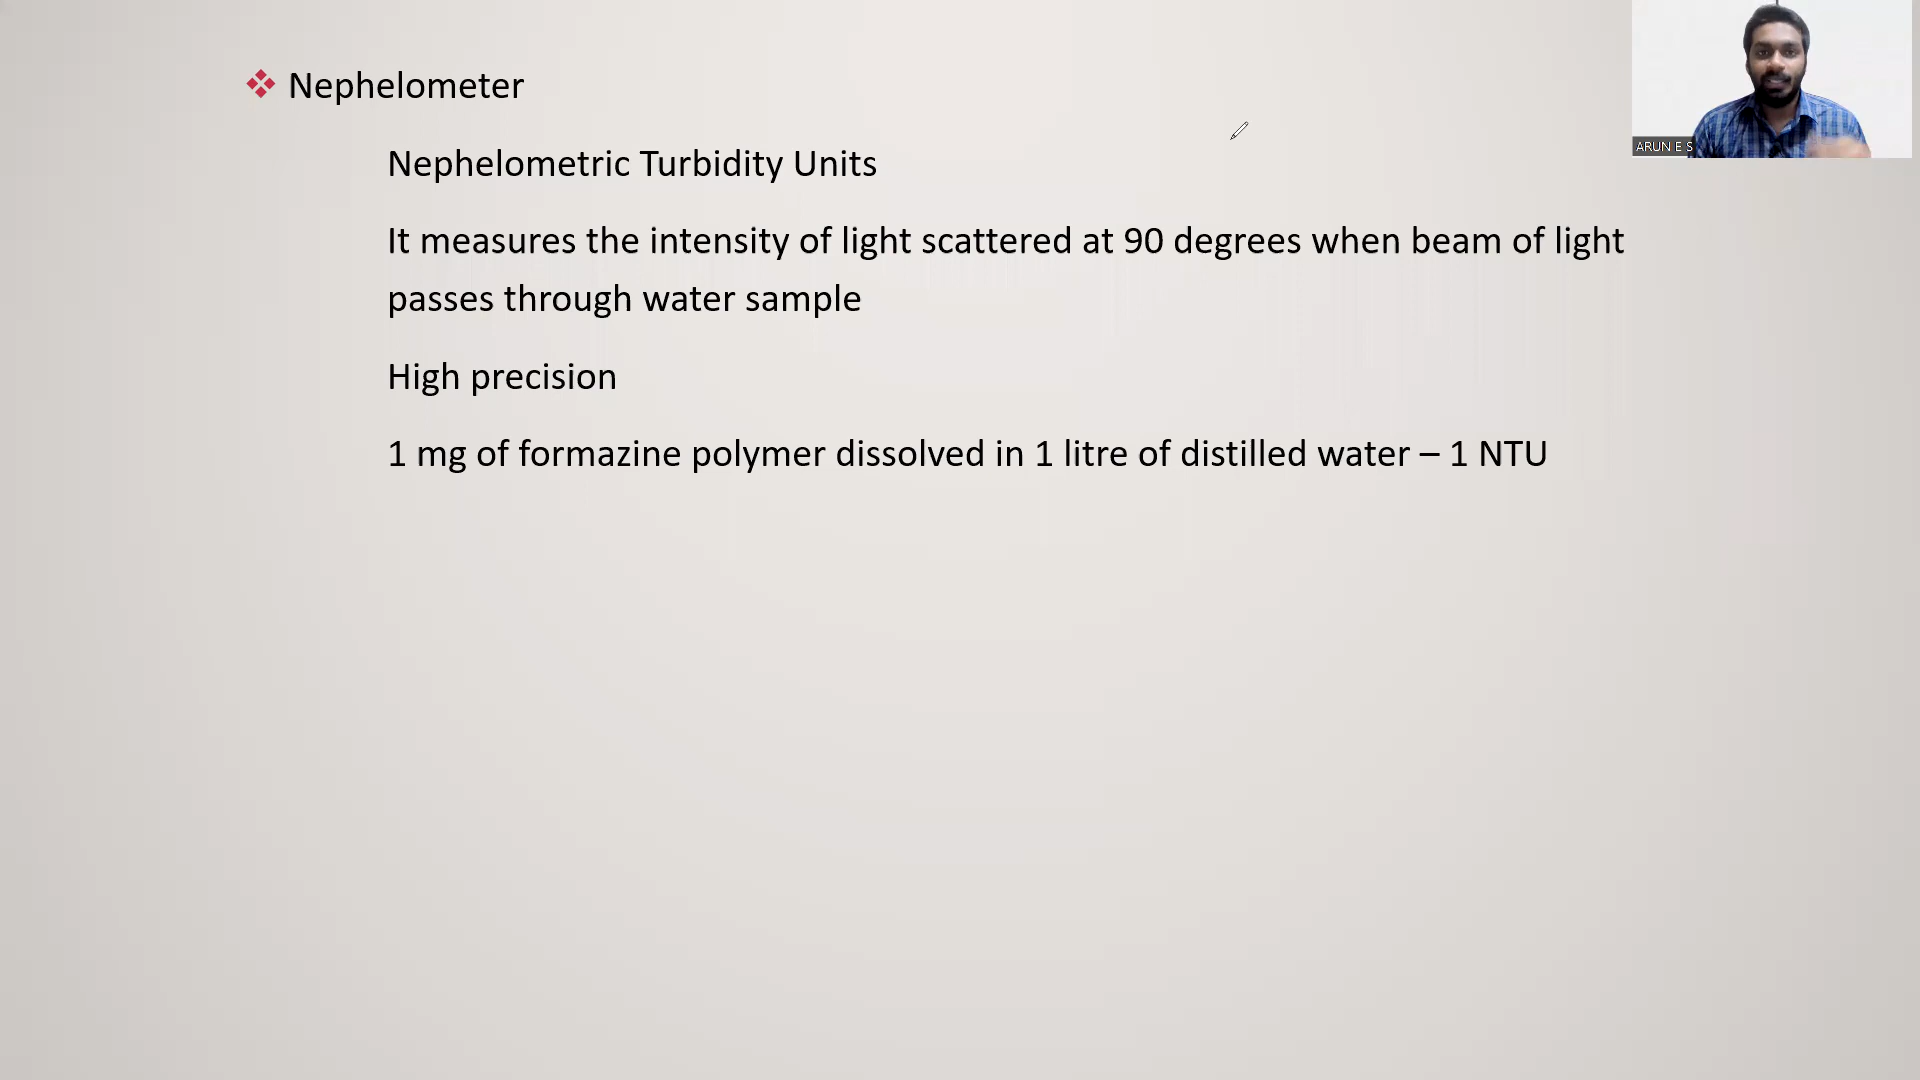 Nephelometer
Nephelometric Turbidity Units
It measures the intensity of light scattered at 90 degrees when beam of light
passes through water sample
High precision
1 mg of formazine polymer dissolved in 1 litre of distilled water – 1 NTU
ARUN E S